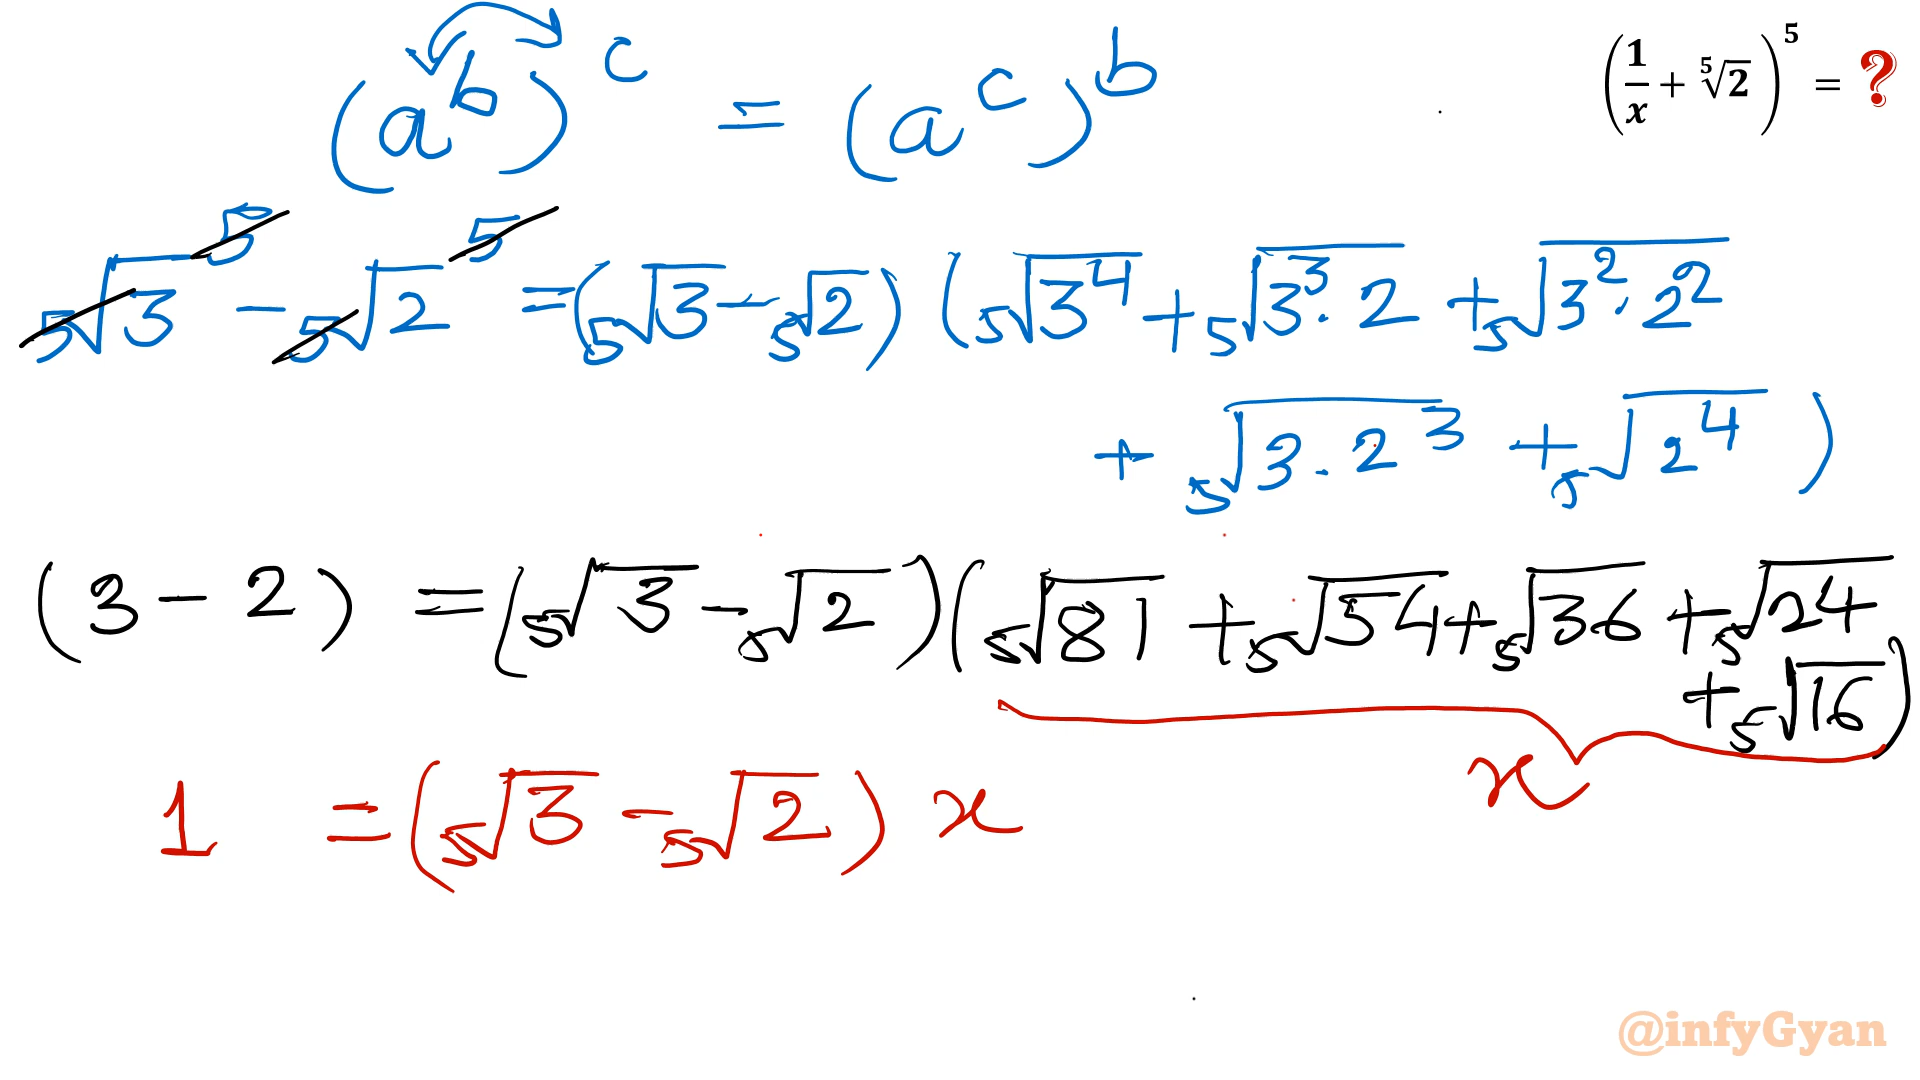 (a^b)^c = (a^c)^b
(1/x + ⁵√2)^5 = ?
⁵√3^5 - ⁵√2^5 = (⁵√3 - ⁵√2) (⁵√3^4 + ⁵√3^3·2 + ⁵√3^2·2^2
+ ⁵√3·2^3 + ⁵√2^4 )
(3 - 2) = (⁵√3 - ⁵√2) (⁵√81 + ⁵√54 + ⁵√36 + ⁵√24
+ ⁵√16)
x
1 = (⁵√3 - ⁵√2) x
@infyGyan